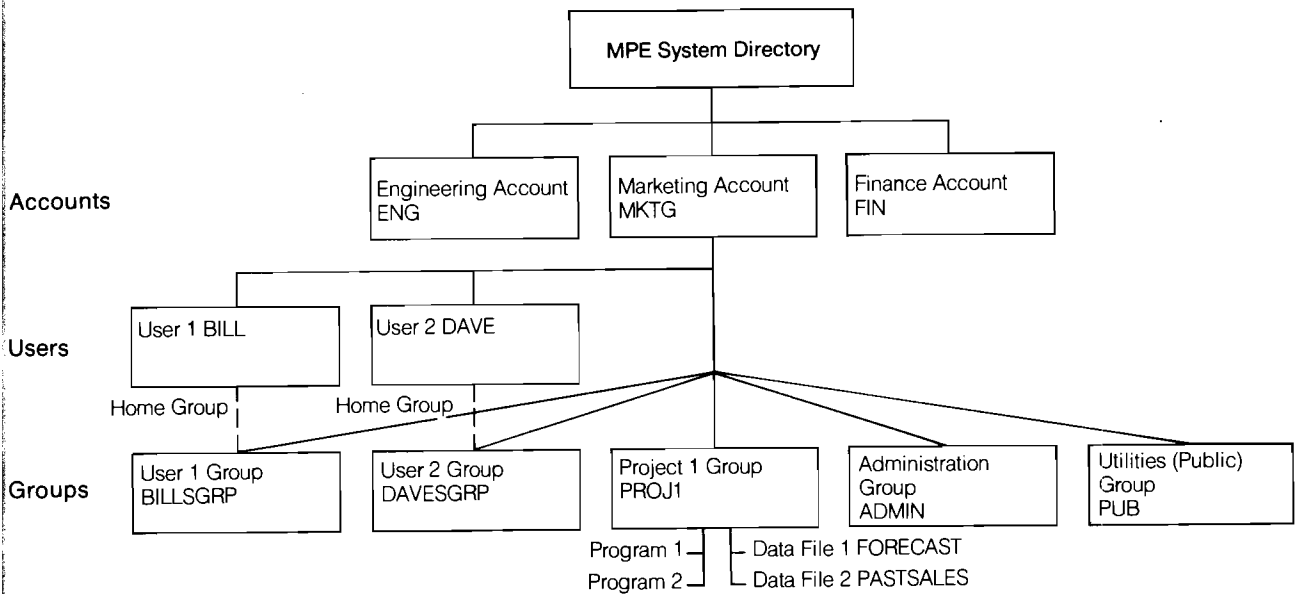 MPE System Directory
Accounts
Engineering Account
ENG
Marketing Account
MKTG
Finance Account
FIN
Users
User 1 BILL
User 2 DAVE
Home Group
Home Group
Groups
User 1 Group
BILLSGRP
User 2 Group
DAVESGRP
Project 1 Group
PROJ1
Administration
Group
ADMIN
Utilities (Public)
Group
PUB
Program 1
Data File 1 FORECAST
Program 2
Data File 2 PASTSALES